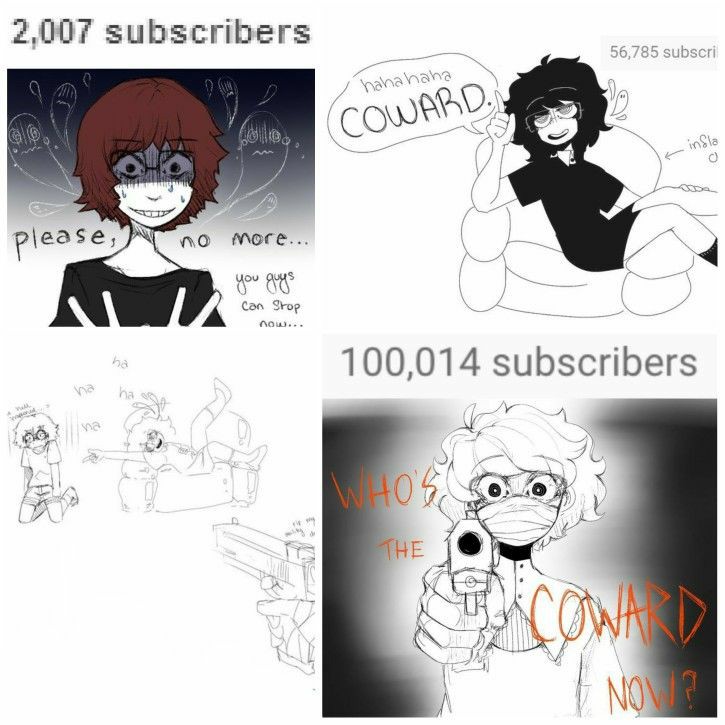 2,007 subscribers
please, no more...
you guys
can stop
now...
56,785 subscri
hahahaha
COWARD.
ha
ha
ha
ha
100,014 subscribers
WHO'S
THE
COWARD
NOW?